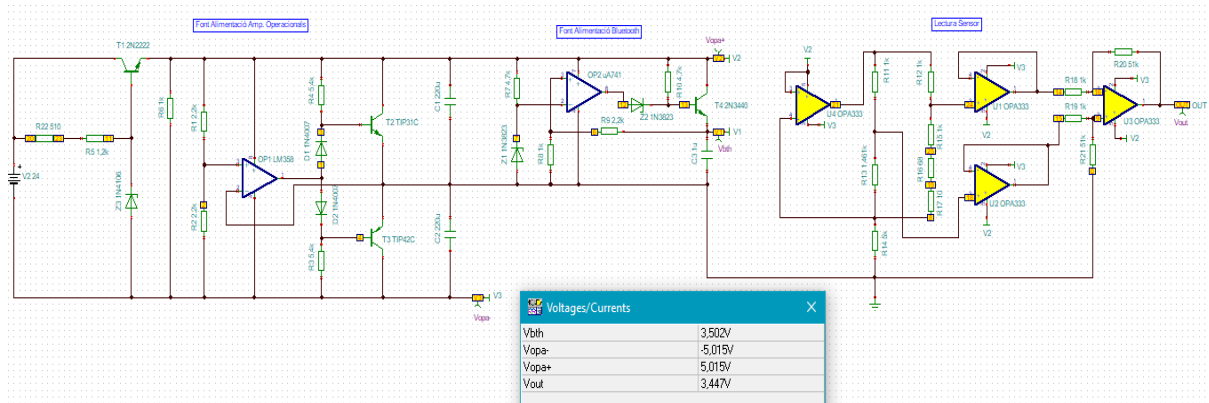 Font Alimentació Amp. Operacionals
Font Alimentació Bluetooth
Lectura Sensor
T1 2N2222
Vopa+
V2
V2
R22 510
R5 1,2k
R6 1k
R1 2,2k
R4 5,4k
C1 220u
R7 4,7k
OP2 uA741
R10 4,7k
T2 TIP31C
Z2 1N3823
T4 2N3440
R9 2,2k
V1
Vbth
D1 1N4007
OP1 LM358
Z1 1N3823
R8 1k
C3 1u
V2 24
Z3 1N4106
R2 2,2k
D2 1N4007
T3 TIP42C
R3 5,4k
C2 220u
V3
Vopa-
U4 OPA333
V3
R11 1k
R12 1k
V3
U1 OPA333
V2
R20 51k
R18 1k
R19 1k
V3
U3 OPA333
V2
OUT
Vout
R15 1k
R16 68
R17 10
R13 1,461k
R14 5k
V3
U2 OPA333
V2
R21 51k
Voltages/Currents
Vbth 3,502V
Vopa- -5,015V
Vopa+ 5,015V
Vout 3,447V